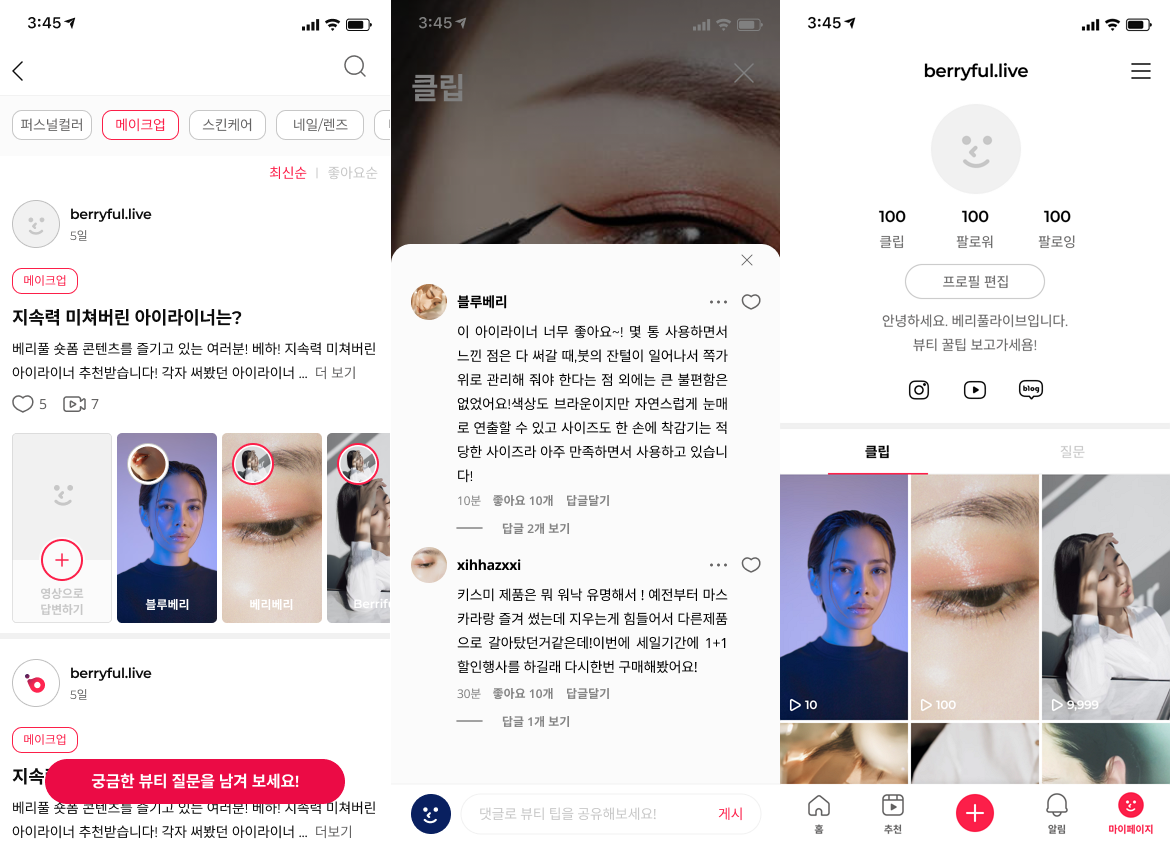 3:45
퍼스널컬러
메이크업
스킨케어
네일/렌즈
최신순 | 좋아요순
berryful.live
5일
메이크업
지속력 미쳐버린 아이라이너는?
베리풀 숏폼 콘텐츠를 즐기고 있는 여러분! 베하! 지속력 미쳐버린
아이라이너 추천받습니다! 각자 써봤던 아이라이너 ... 더 보기
5 7
영상으로
답변하기
블루베리
베리베리
berryful.live
5일
메이크업
지속
궁금한 뷰티 질문을 남겨 보세요!
베리풀 숏폼 콘텐츠를 즐기고 있는 여러분! 베하! 지속력 미쳐버린
아이라이너 추천받습니다! 각자 써봤던 아이라이너 ... 더보기
3:45
클립
블루베리
이 아이라이너 너무 좋아요~! 몇 통 사용하면서
느낀 점은 다 써갈 때,붓의 잔털이 일어나서 쪽가
위로 관리해 줘야 한다는 점 외에는 큰 불편함은
없었어요!색상도 브라운이지만 자연스럽게 눈매
로 연출할 수 있고 사이즈도 한 손에 착감기는 적
당한 사이즈라 아주 만족하면서 사용하고 있습니
다!
10분 좋아요 10개 답글달기
답글 2개 보기
xihhazxxi
키스미 제품은 뭐 워낙 유명해서 ! 예전부터 마스
카라랑 즐겨 썼는데 지우는게 힘들어서 다른제품
으로 갈아탓던거같은데!이번에 세일기간에 1+1
할인행사를 하길래 다시한번 구매해봤어요!
30분 좋아요 10개 답글달기
답글 1개 보기
댓글로 뷰티 팁을 공유해보세요! 게시
3:45
berryful.live
100 100 100
클립 팔로워 팔로잉
프로필 편집
안녕하세요. 베리풀라이브입니다.
뷰티 꿀팁 보고가세욤!
blog
클립 질문
10
100
9,999
홈
추천
알림
마이페이지